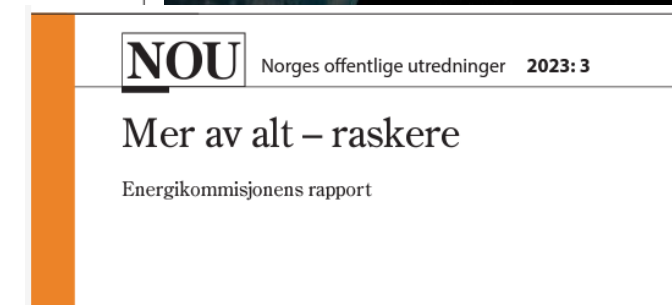 NOU Norges offentlige utredninger 2023: 3
Mer av alt – raskere
Energikommisjonens rapport